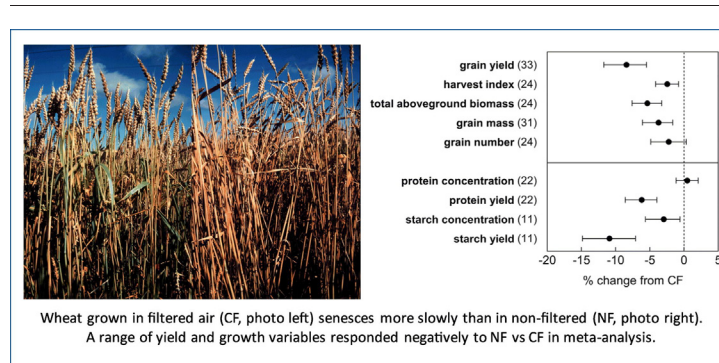 grain yield (33)
harvest index (24)
total aboveground biomass (24)
grain mass (31)
grain number (24)
protein concentration (22)
protein yield (22)
starch concentration (11)
starch yield (11)
-20 -15 -10 -5 0 5
% change from CF
Wheat grown in filtered air (CF, photo left) senesces more slowly than in non-filtered (NF, photo right).
A range of yield and growth variables responded negatively to NF vs CF in meta-analysis.